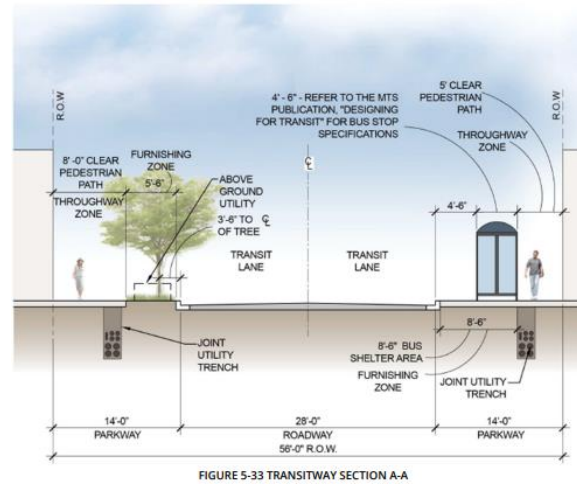 R.O.W
8' -0" CLEAR
PEDESTRIAN
PATH
THROUGHWAY
ZONE
FURNISHING
ZONE
5'-6"
ABOVE
GROUND
UTILITY
3'-6" TO ℄
OF TREE
4' - 6" - REFER TO THE MTS
PUBLICATION, "DESIGNING
FOR TRANSIT" FOR BUS STOP
SPECIFICATIONS
℄
5' CLEAR
PEDESTRIAN
PATH
THROUGHWAY
ZONE
R.O.W
4'-6"
TRANSIT
LANE
TRANSIT
LANE
JOINT
UTILITY
TRENCH
8'-6"
8'-6" BUS
SHELTER AREA
FURNISHING
ZONE
JOINT UTILITY
TRENCH
14'-0"
PARKWAY
28'-0"
ROADWAY
14'-0"
PARKWAY
56'-0" R.O.W.
FIGURE 5-33 TRANSITWAY SECTION A-A